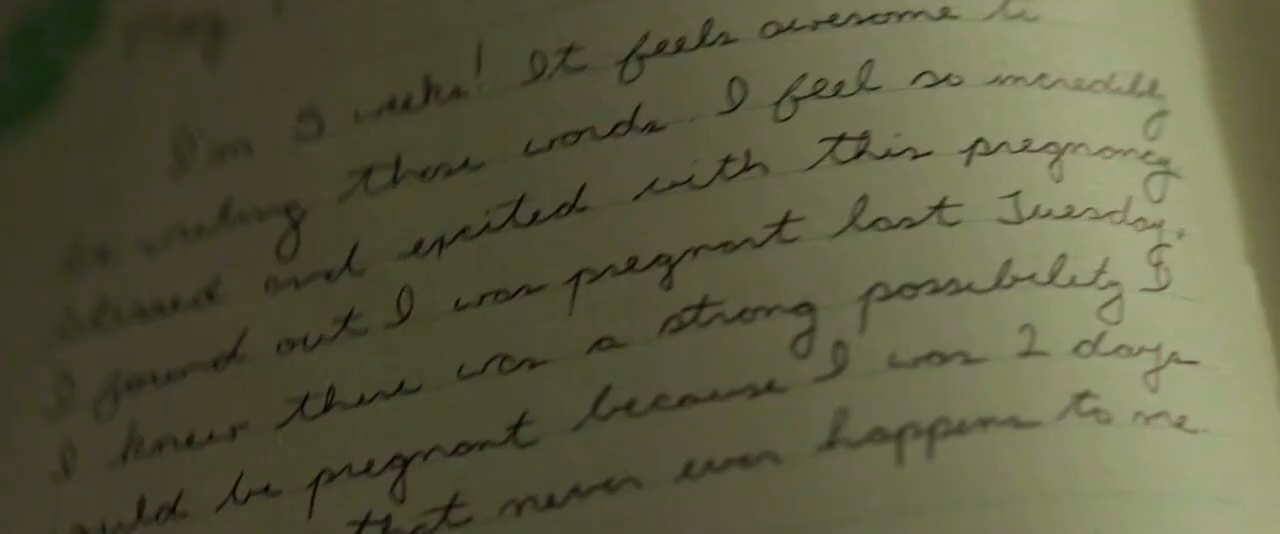 I'm 5 weeks! It feels awesome to
be writing those words. I feel so incredibly
blessed and excited with this pregnancy
I found out I was pregnant last Tuesday.
I knew there was a strong possibility I
could be pregnant because I was 2 days
that never ever happens to me